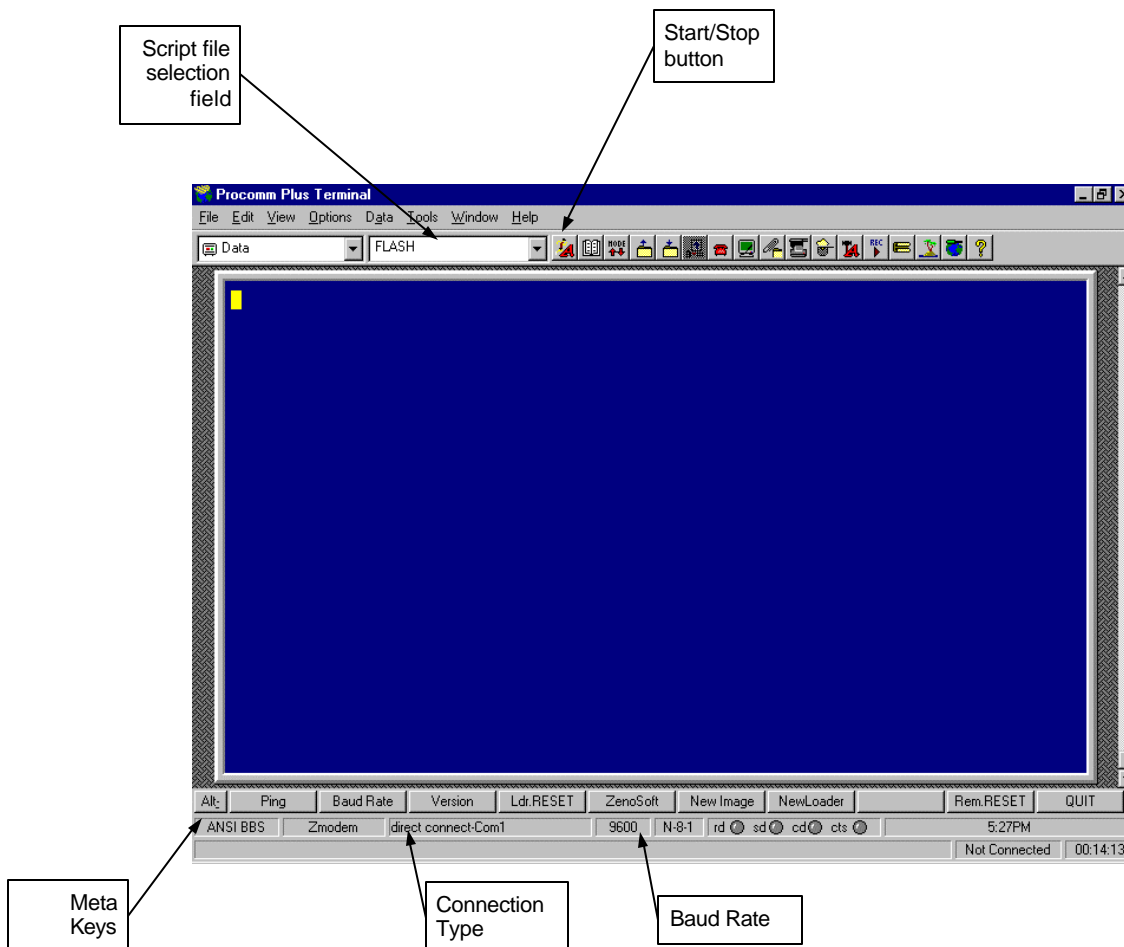 Script file
selection
field
Start/Stop
button
Procomm Plus Terminal
File Edit View Options Data Tools Window Help
Data FLASH MODE REC
Alt: Ping Baud Rate Version Ldr.RESET ZenoSoft New Image NewLoader Rem.RESET QUIT
ANSI BBS Zmodem direct connect-Com1 9600 N-8-1 rd sd cd cts 5:27PM
Not Connected 00:14:13
Meta
Keys
Connection
Type
Baud Rate